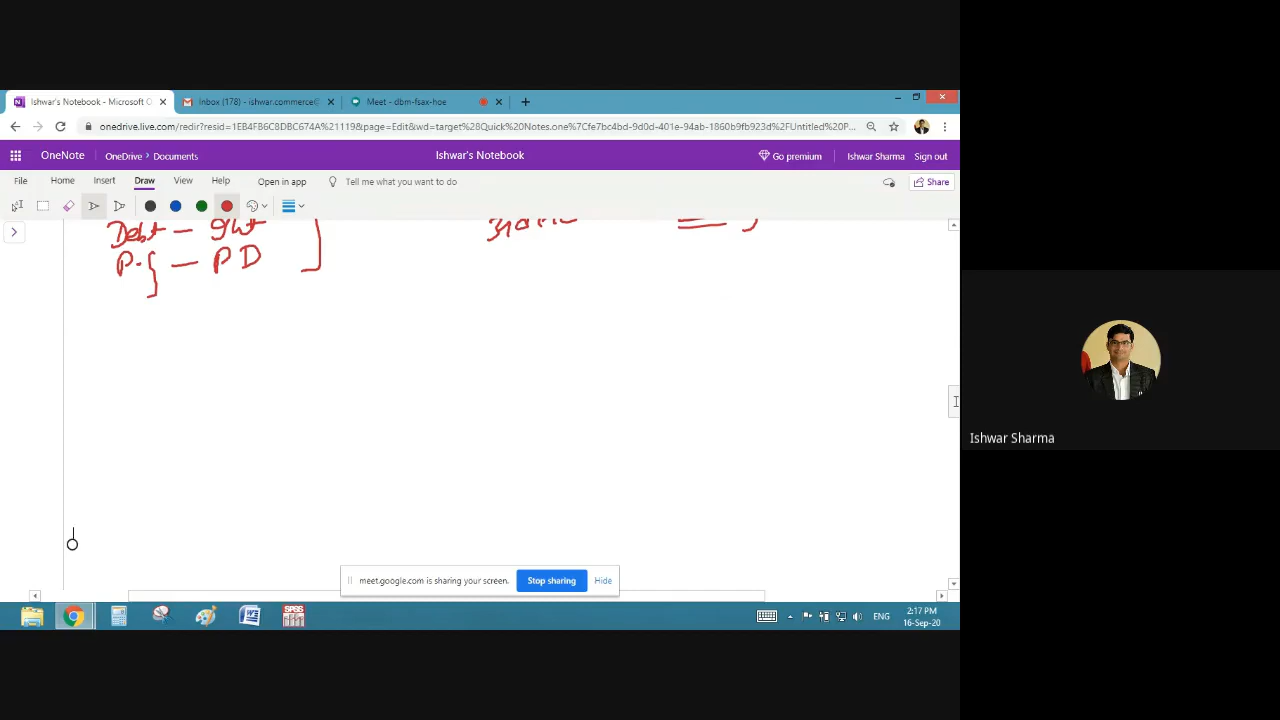 Ishwar's Notebook - Microsoft O
Inbox (178) - ishwar.commerce@
Meet - dbm-fsax-hoe
onedrive.live.com/redir?resid=1EB4FB6C8DBC674A%21119&page=Edit&wd=target%28Quick%20Notes.one%7Cfe7bc4bd-9d0d-401e-94ab-1860b9fb923d%2FUntitled%20P...
OneNote
OneDrive › Documents
Ishwar's Notebook
Go premium
Ishwar Sharma
Sign out
File
Home
Insert
Draw
View
Help
Open in app
Tell me what you want to do
Share
Debt —
P. — PD
Ishwar Sharma
meet.google.com is sharing your screen.
Stop sharing
Hide
ENG
2:17 PM
16-Sep-20
SPSS